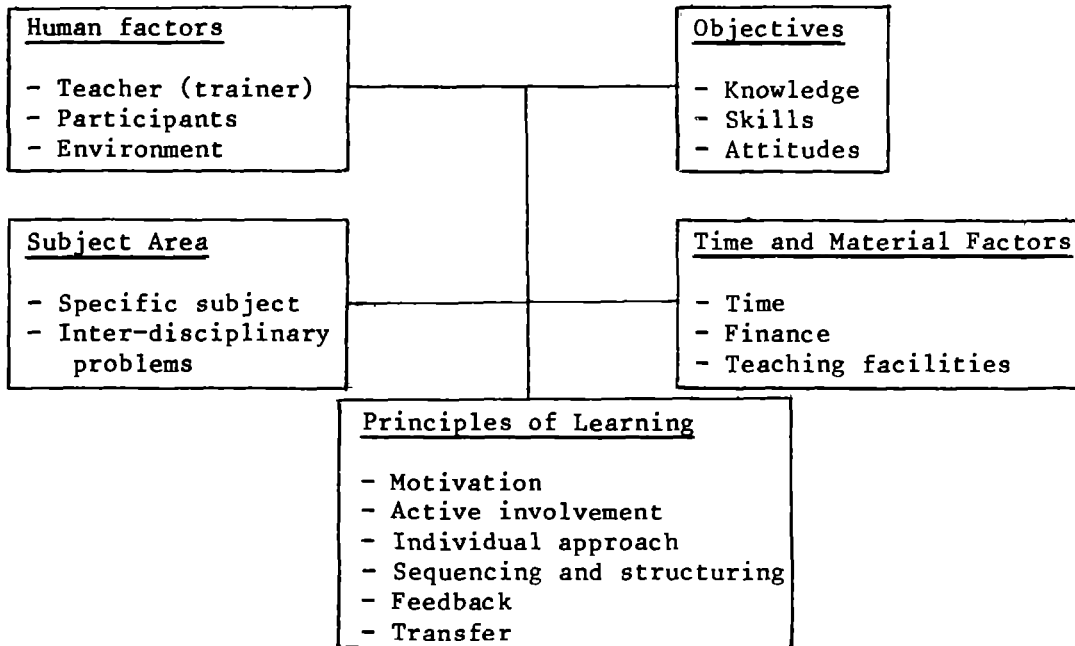 Human factors
- Teacher (trainer)
- Participants
- Environment
Objectives
- Knowledge
- Skills
- Attitudes
Subject Area
- Specific subject
- Inter-disciplinary
problems
Time and Material Factors
- Time
- Finance
- Teaching facilities
Principles of Learning
- Motivation
- Active involvement
- Individual approach
- Sequencing and structuring
- Feedback
- Transfer